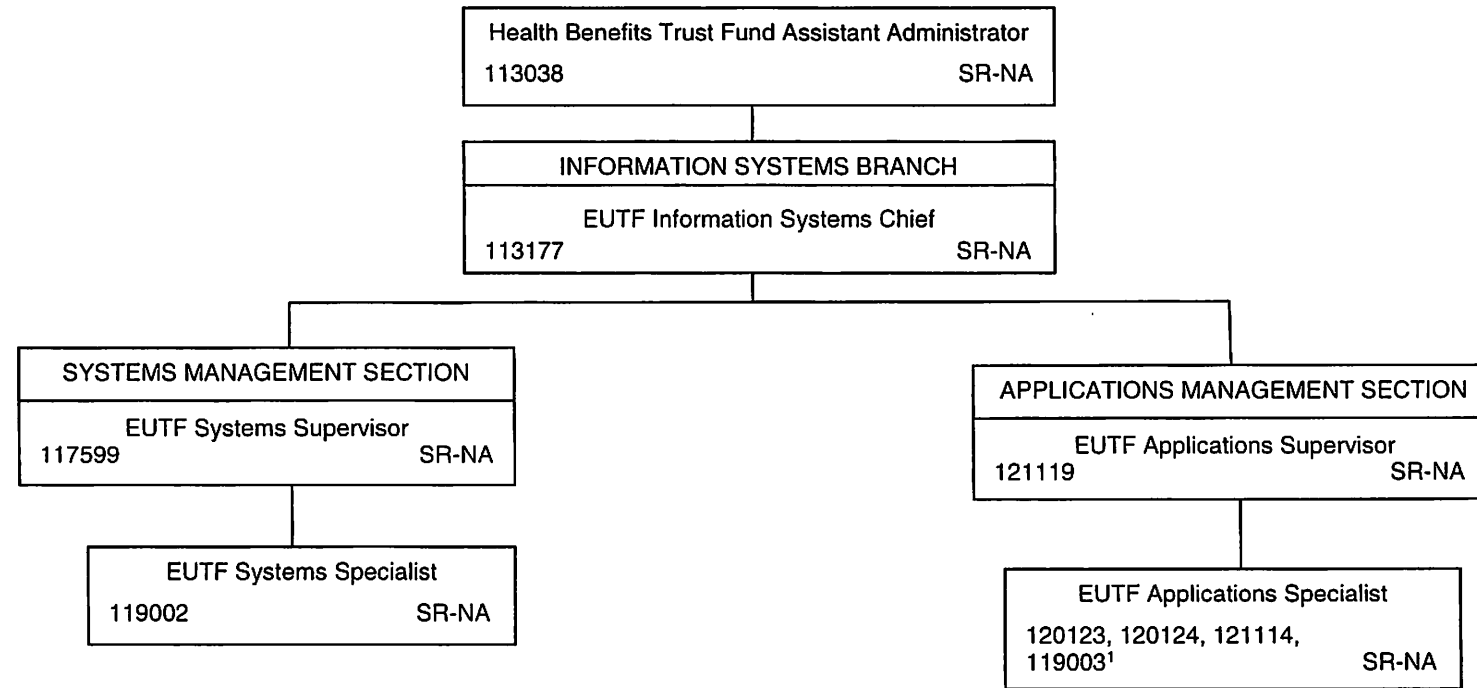 Health Benefits Trust Fund Assistant Administrator
113038 SR-NA
INFORMATION SYSTEMS BRANCH
EUTF Information Systems Chief
113177 SR-NA
SYSTEMS MANAGEMENT SECTION
EUTF Systems Supervisor
117599 SR-NA
EUTF Systems Specialist
119002 SR-NA
APPLICATIONS MANAGEMENT SECTION
EUTF Applications Supervisor
121119 SR-NA
EUTF Applications Specialist
120123, 120124, 121114,
119003¹ SR-NA